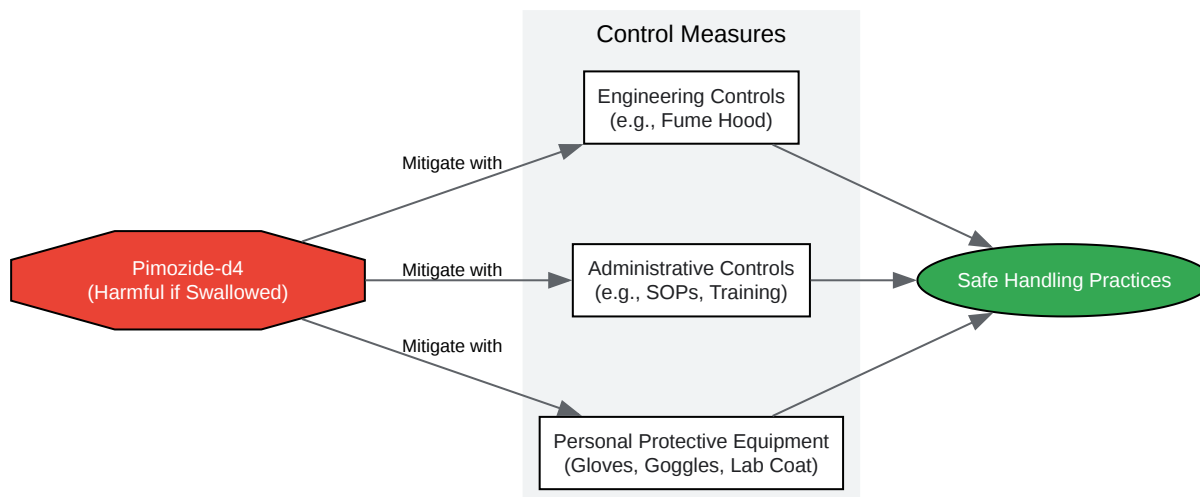 Control Measures
Engineering Controls
(e.g., Fume Hood)
Mitigate with
Pimozide-d4
(Harmful if Swallowed)
Mitigate with
Administrative Controls
(e.g., SOPs, Training)
Safe Handling Practices
Mitigate with
Personal Protective Equipment
(Gloves, Goggles, Lab Coat)